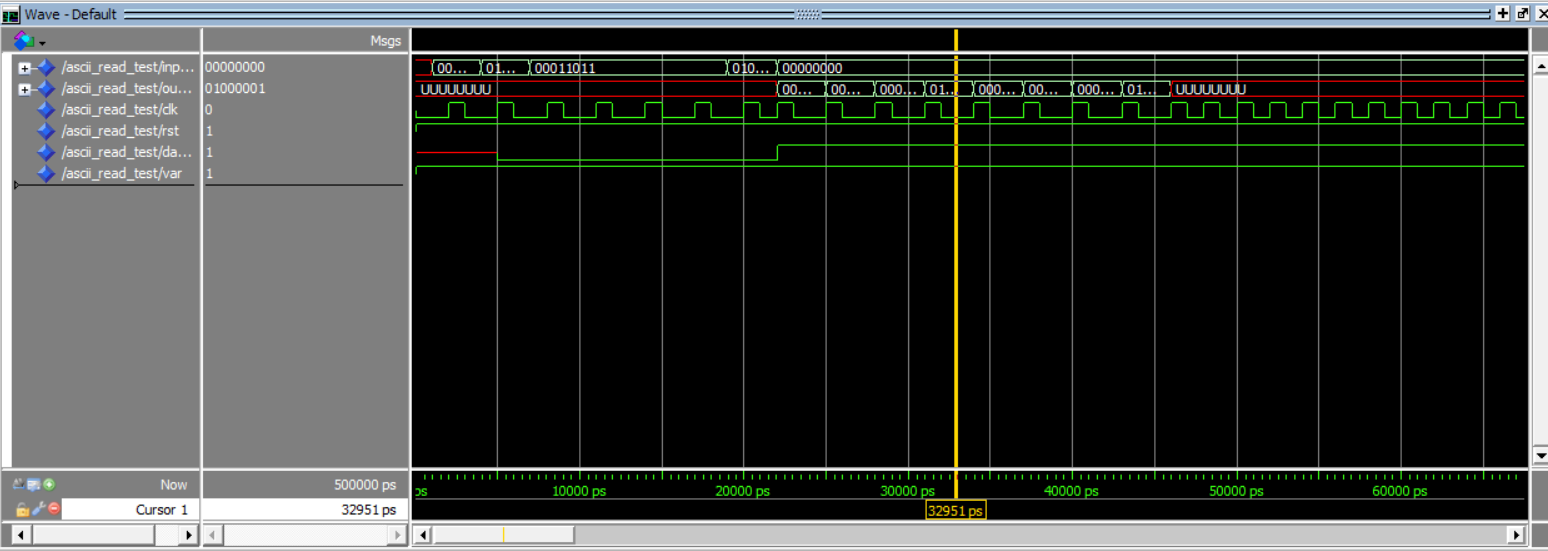 Wave - Default
Msgs
/ascii_read_test/inp... 00000000 00... 01... 00011011 010... 00000000
/ascii_read_test/ou... 01000001 UUUUUUUU 00... 00... 000... 01... 000... 00... 000... 01... UUUUUUUU
/ascii_read_test/clk 0
/ascii_read_test/rst 1
/ascii_read_test/da... 1
/ascii_read_test/var 1
Now 500000 ps ps 10000 ps 20000 ps 30000 ps 40000 ps 50000 ps 60000 ps
Cursor 1 32951 ps 32951 ps